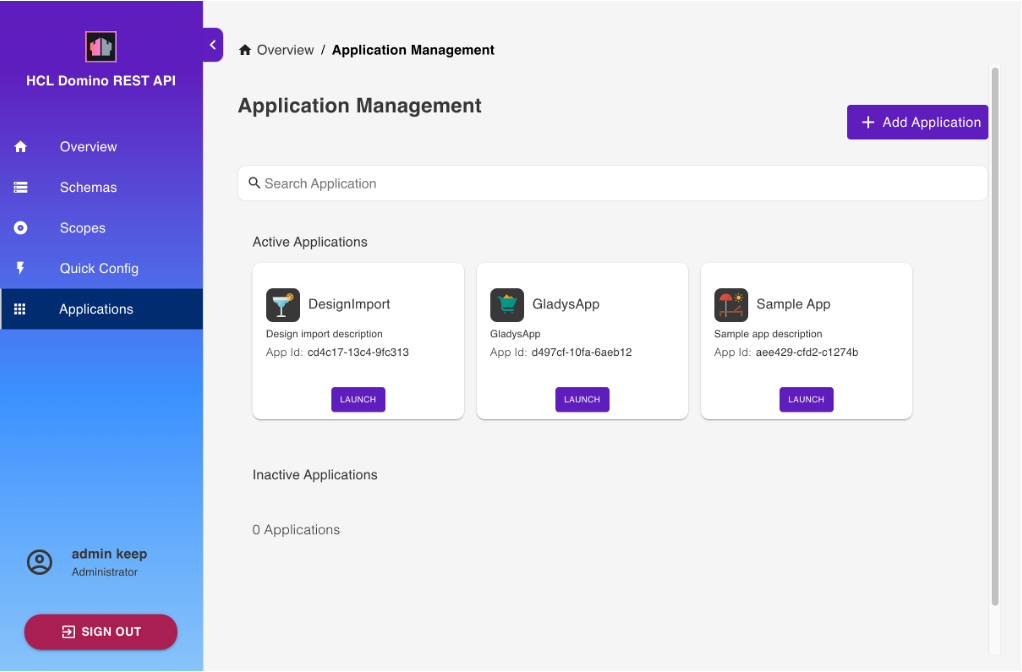 HCL Domino REST API
Overview
Schemas
Scopes
Quick Config
Applications
admin keep
Administrator
SIGN OUT
Overview / Application Management
Application Management
Add Application
Search Application
Active Applications
DesignImport
Design import description
App Id: cd4c17-13c4-9fc313
LAUNCH
GladysApp
GladysApp
App Id: d497cf-10fa-6aeb12
LAUNCH
Sample App
Sample app description
App Id: aee429-cfd2-c1274b
LAUNCH
Inactive Applications
0 Applications